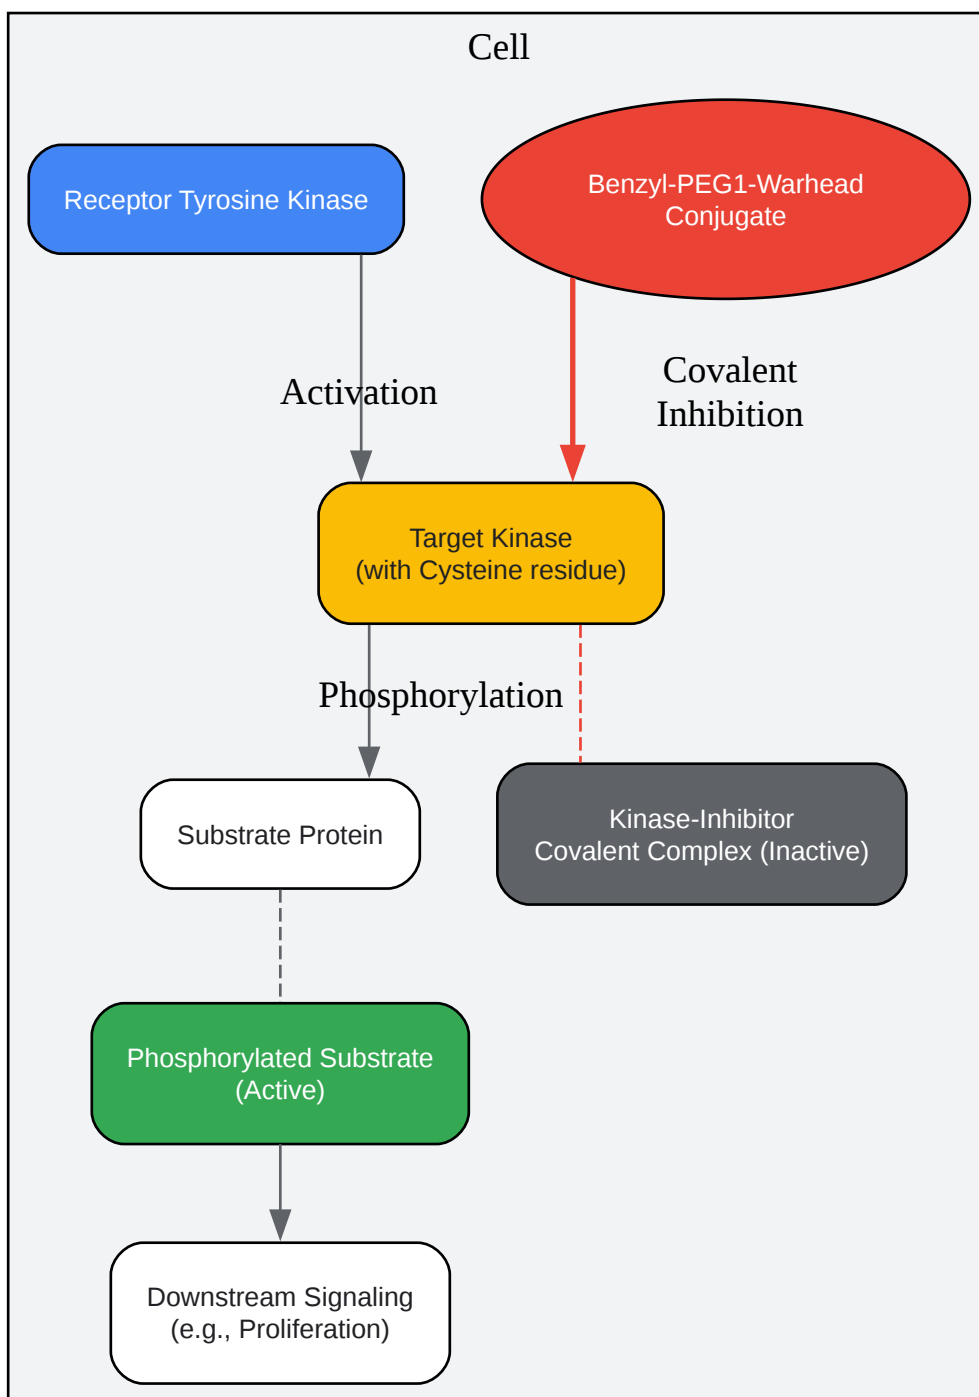 Cell
Receptor Tyrosine Kinase
Benzyl-PEG1-Warhead
Conjugate
Activation
Covalent
Inhibition
Target Kinase
(with Cysteine residue)
Phosphorylation
Substrate Protein
Kinase-Inhibitor
Covalent Complex (Inactive)
Phosphorylated Substrate
(Active)
Downstream Signaling
(e.g., Proliferation)